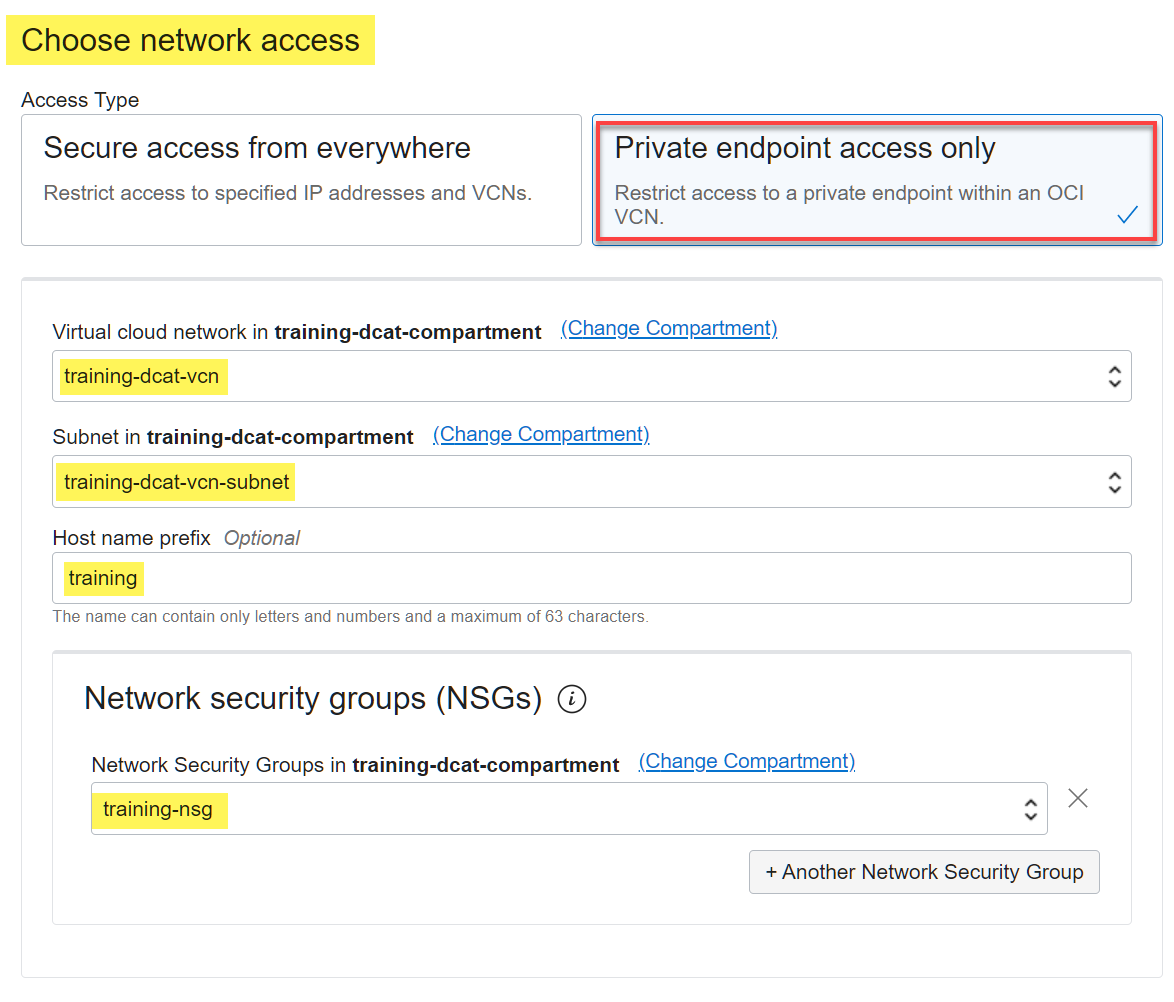 Choose network access
Access Type
Secure access from everywhere
Restrict access to specified IP addresses and VCNs.
Private endpoint access only
Restrict access to a private endpoint within an OCI
VCN.
Virtual cloud network in training-dcat-compartment (Change Compartment)
training-dcat-vcn
Subnet in training-dcat-compartment (Change Compartment)
training-dcat-vcn-subnet
Host name prefix Optional
training
The name can contain only letters and numbers and a maximum of 63 characters.
Network security groups (NSGs) i
Network Security Groups in training-dcat-compartment (Change Compartment)
training-nsg
+ Another Network Security Group